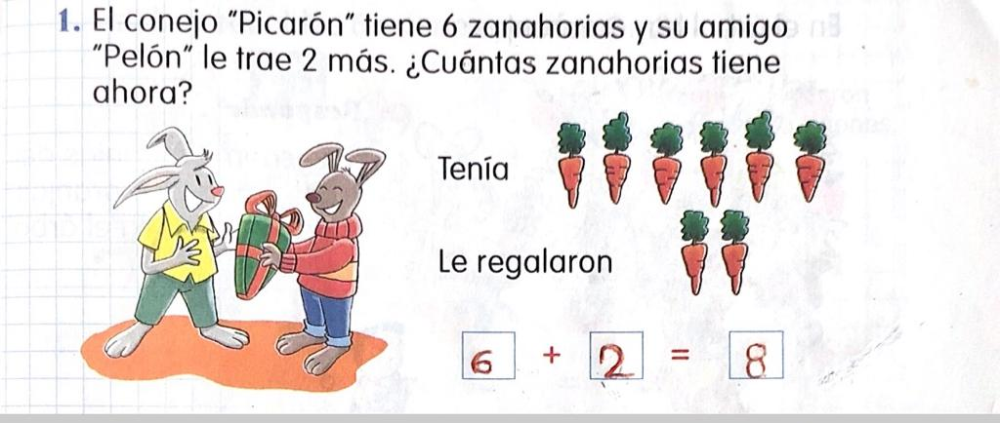 1. El conejo "Picarón" tiene 6 zanahorias y su amigo
"Pelón" le trae 2 más. ¿Cuántas zanahorias tiene
ahora?
Tenía
Le regalaron
6 + 2 = 8